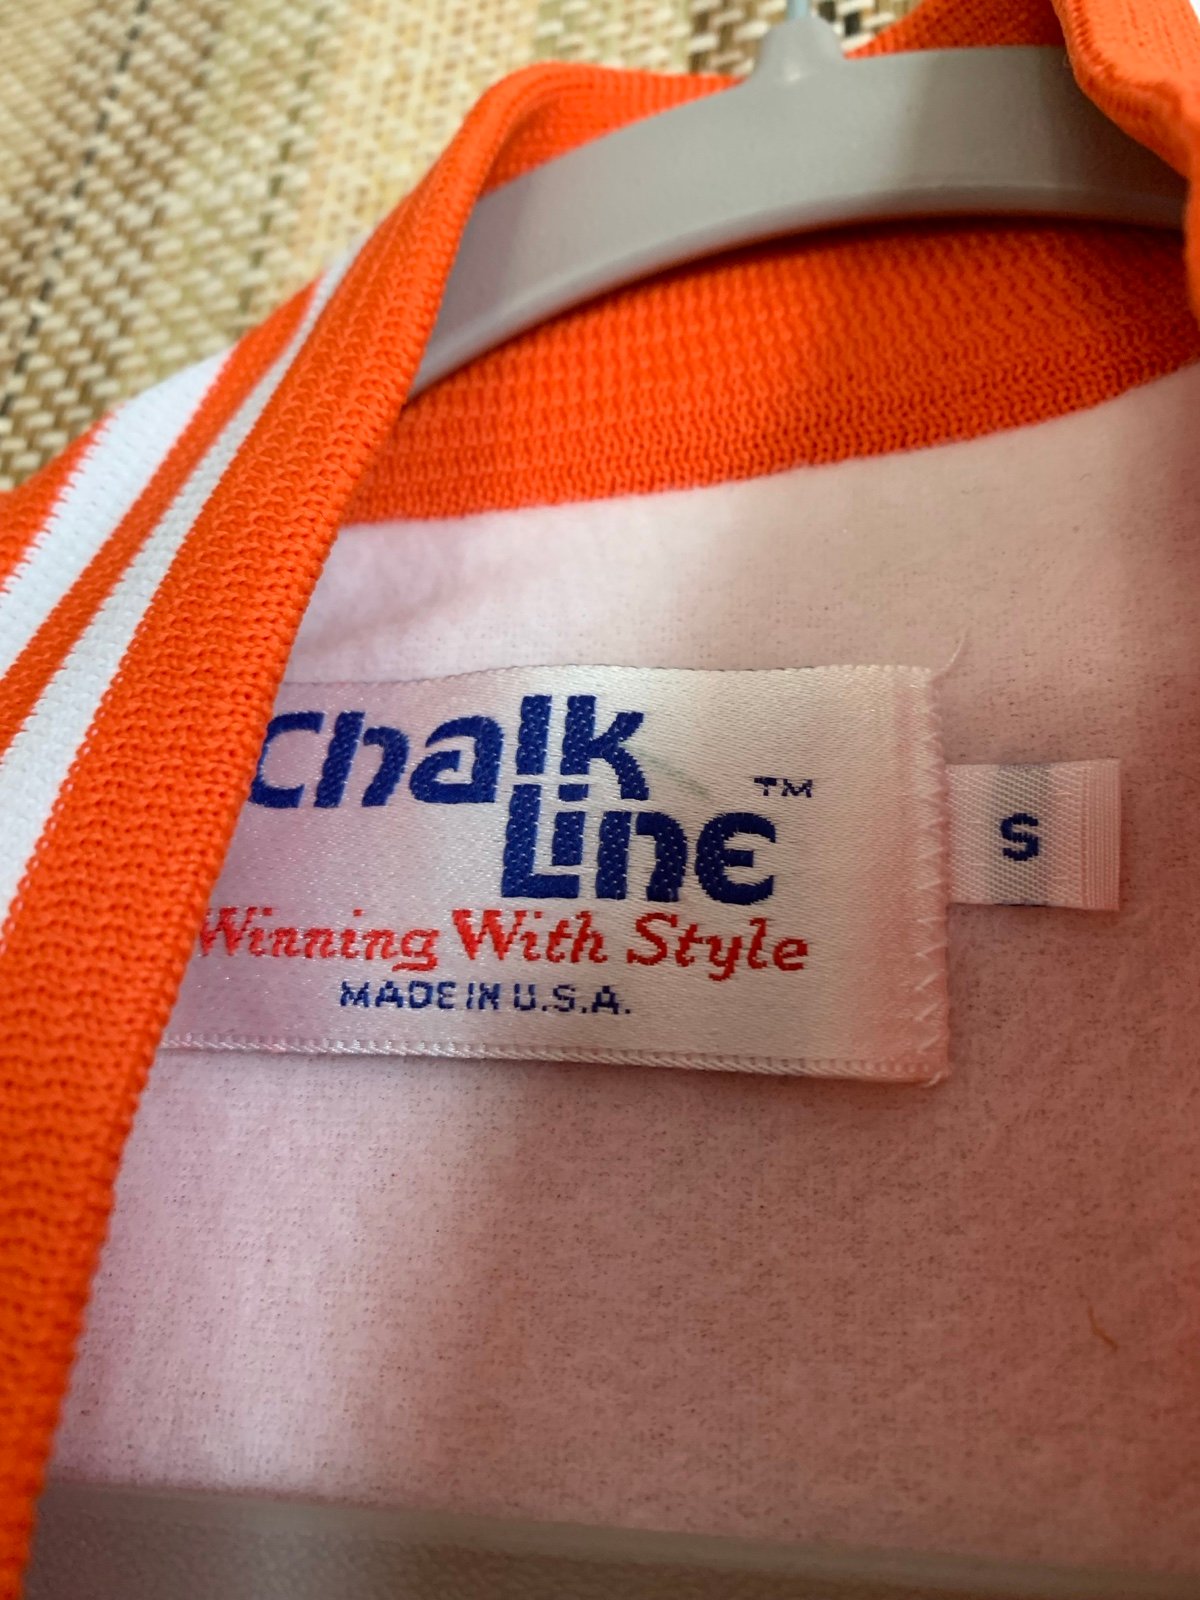 Chalk
Line ™
Winning With Style
MADE IN U.S.A.
S